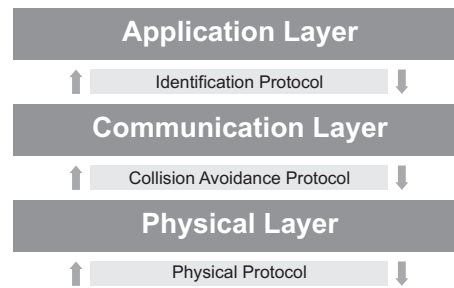 Application Layer
Identification Protocol
Communication Layer
Collision Avoidance Protocol
Physical Layer
Physical Protocol